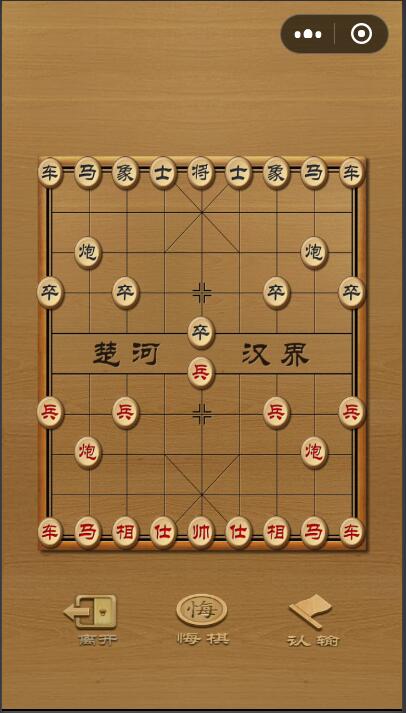 车马象士将士象马车
炮 炮
卒 卒 卒 卒
卒
楚河 汉界
兵
兵 兵 兵 兵
炮 炮
车马相仕帅仕相马车
悔
离开 悔棋 认输